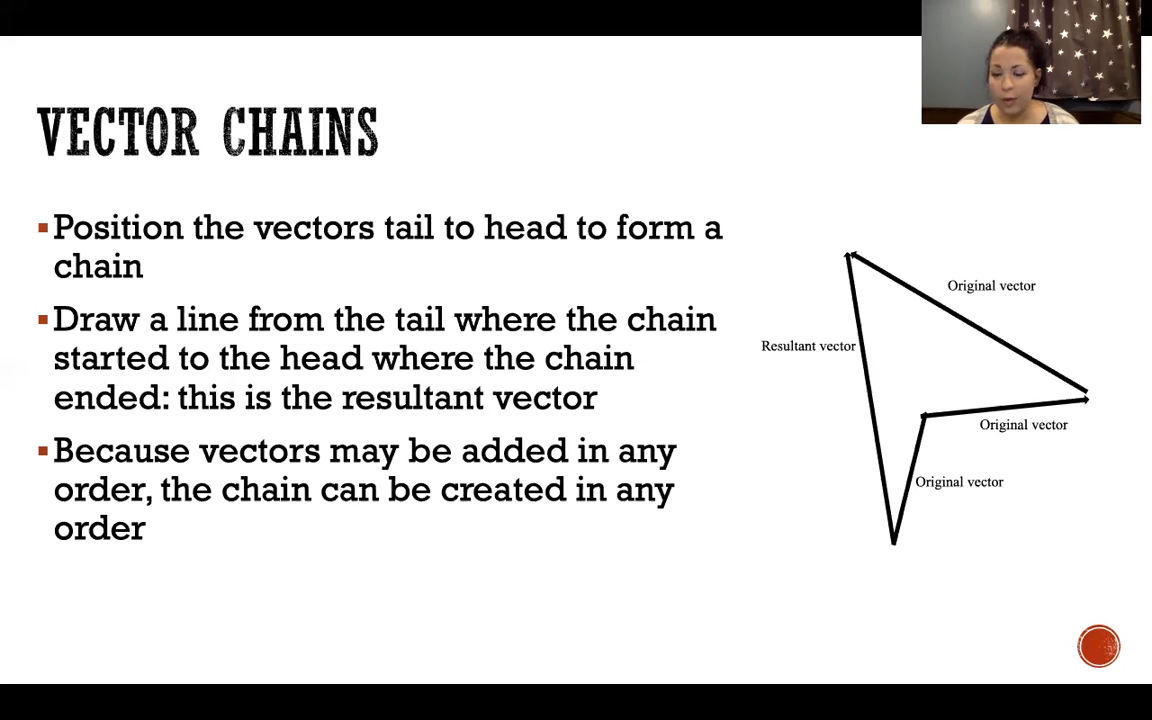 VECTOR CHAINS
Position the vectors tail to head to form a
chain
Draw a line from the tail where the chain
started to the head where the chain
ended: this is the resultant vector
Because vectors may be added in any
order, the chain can be created in any
order
Original vector
Resultant vector
Original vector
Original vector